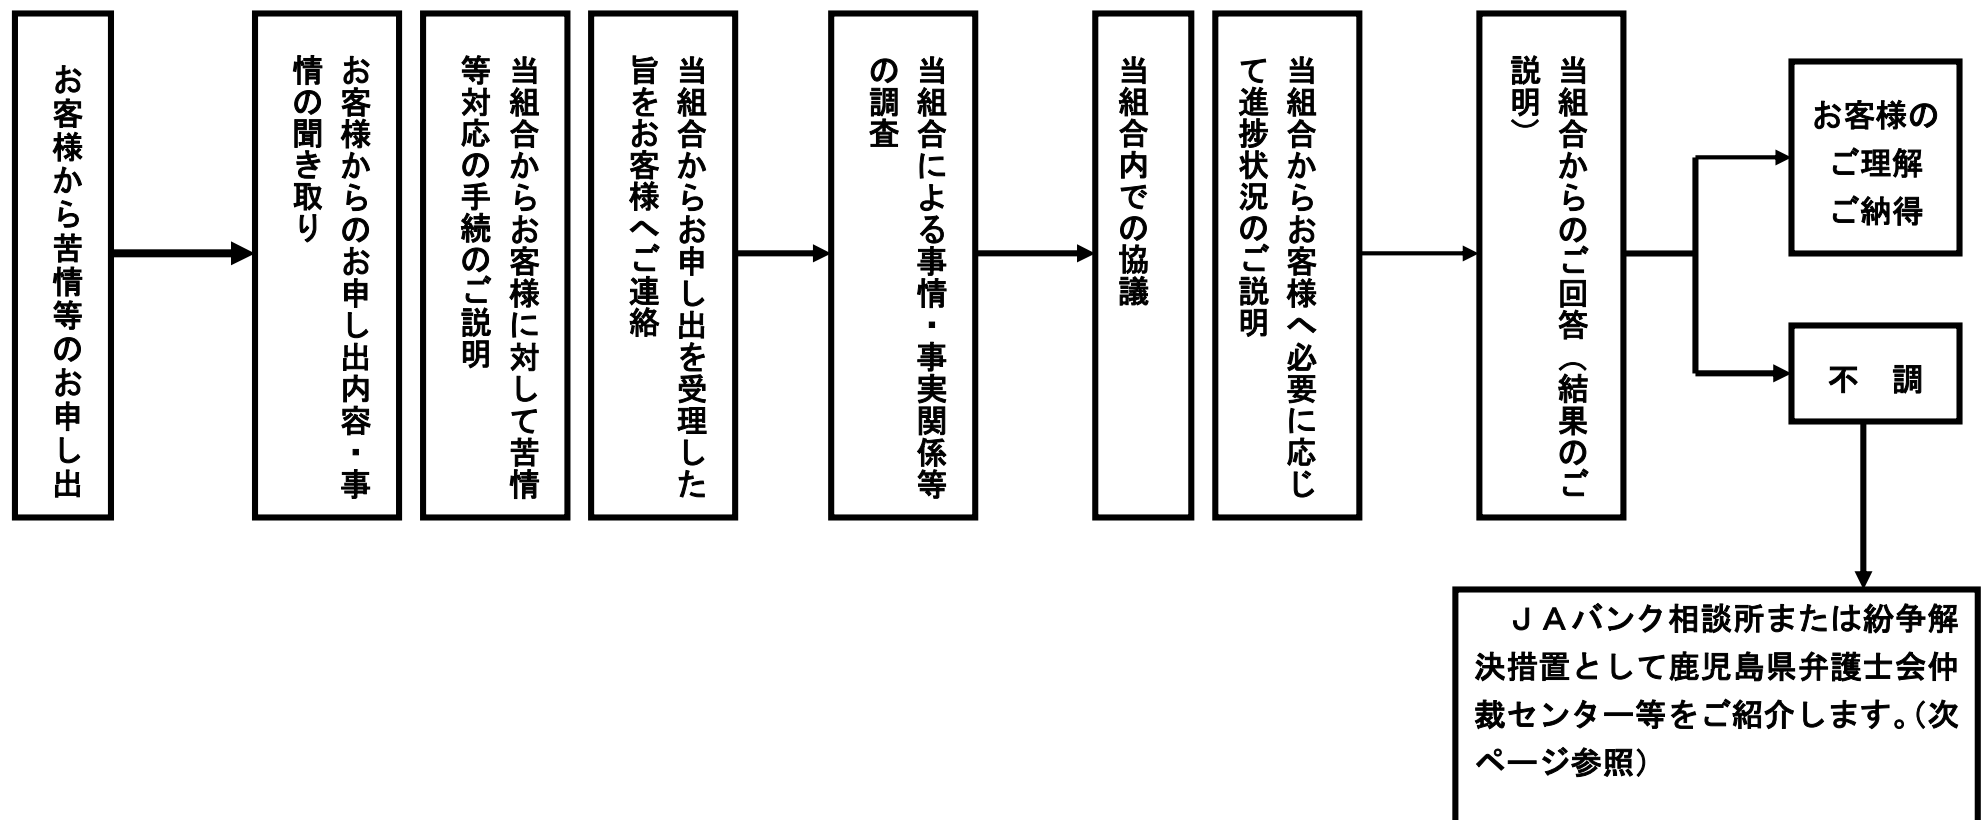 お客様から苦情等のお申し出
お客様からのお申し出内容・事
情の聞き取り
当組合からお客様に対して苦情
等対応の手続のご説明
当組合からお申し出を受理した
旨をお客様へご連絡
当組合による事情・事実関係等
の調査
当組合内での協議
当組合からお客様へ必要に応じ
て進捗状況のご説明
当組合からのご回答（結果のご
説明）
お客様の
ご理解
ご納得
不　調
ＪＡバンク相談所または紛争解
決措置として鹿児島県弁護士会仲
裁センター等をご紹介します。（次
ページ参照）